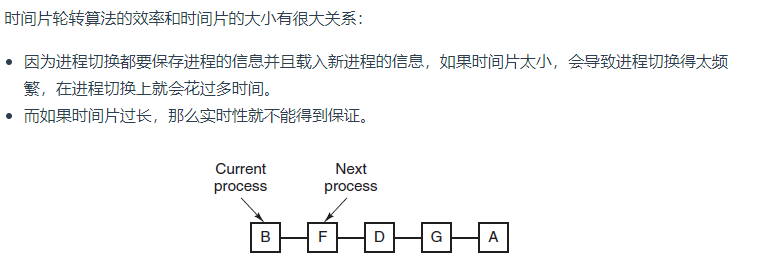 时间片轮转算法的效率和时间片的大小有很大关系：
因为进程切换都要保存进程的信息并且载入新进程的信息，如果时间片太小，会导致进程切换得太频
繁，在进程切换上就会花过多时间。
而如果时间片过长，那么实时性就不能得到保证。
Current Next
process process
B F D G A